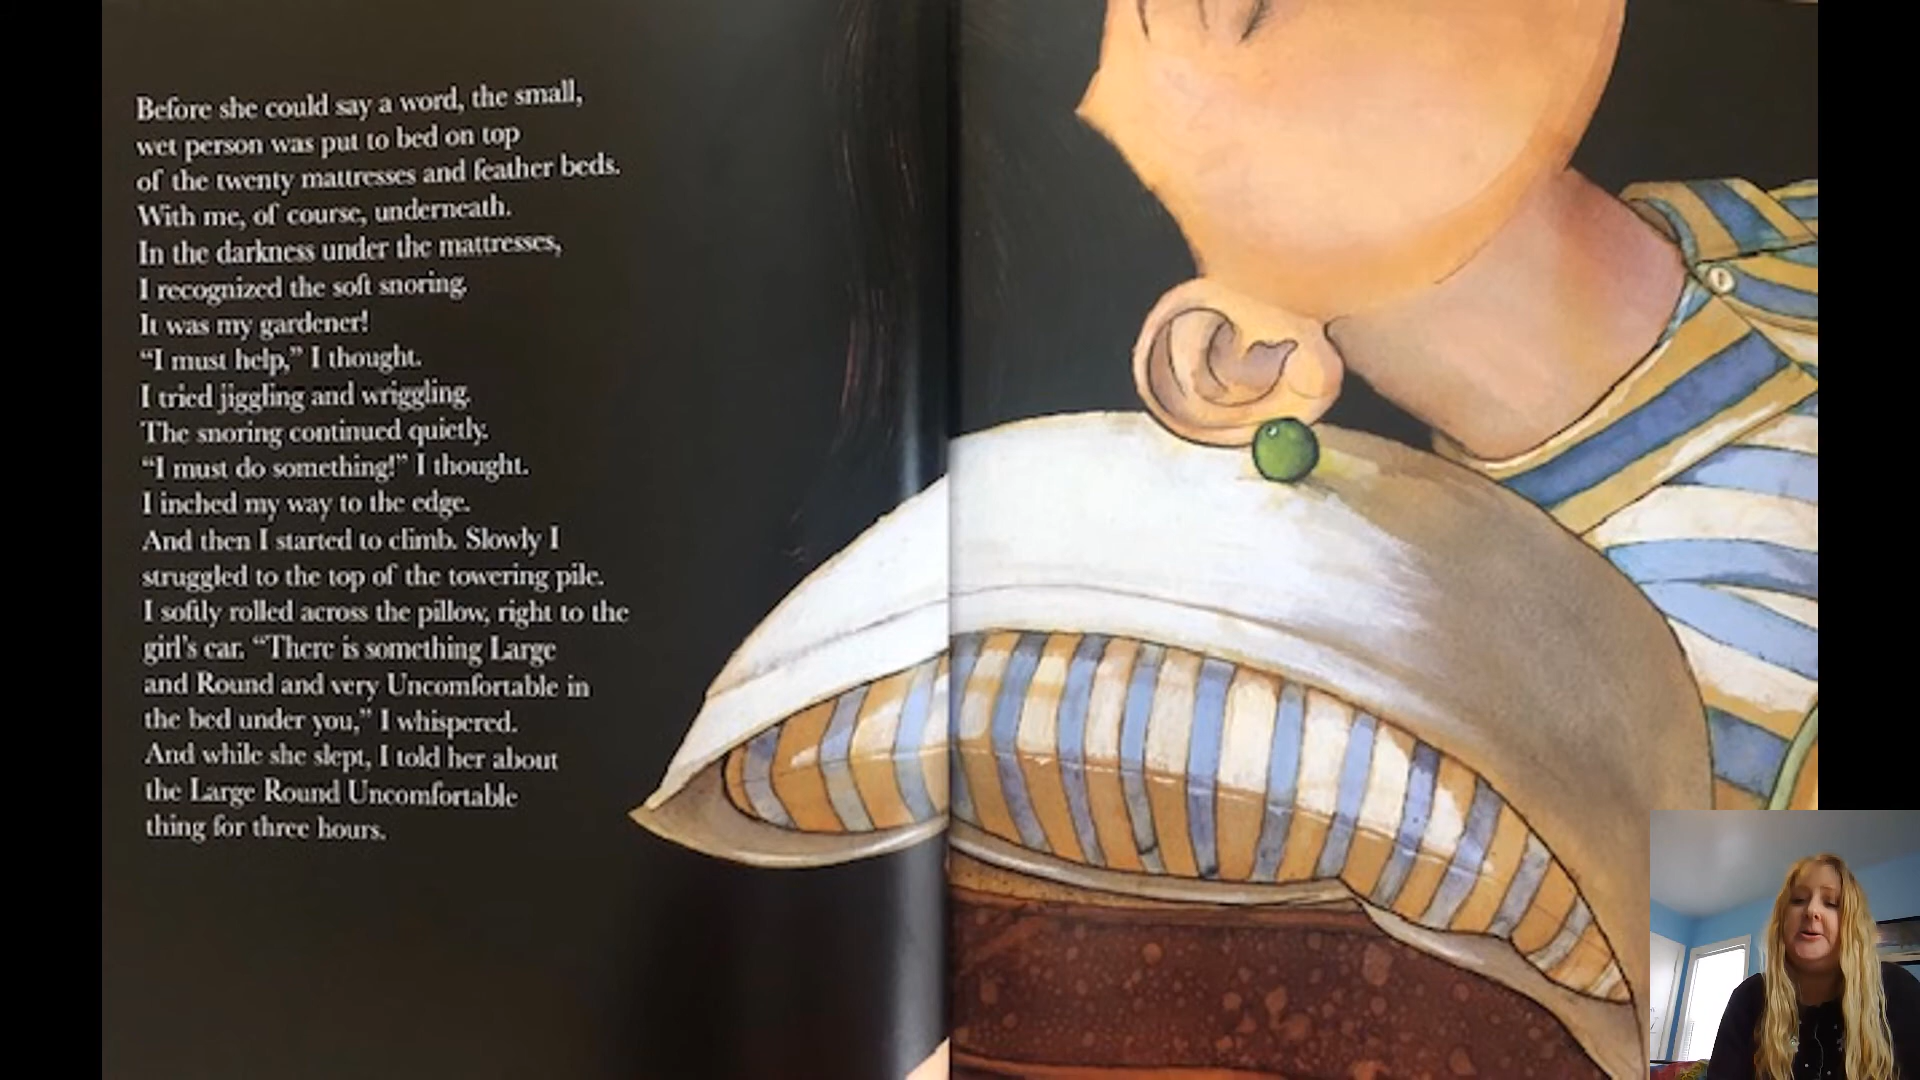 Before she could say a word, the small,
wet person was put to bed on top
of the twenty mattresses and feather beds.
With me, of course, underneath.
In the darkness under the mattresses,
I recognized the soft snoring.
It was my gardener!
“I must help,” I thought.
I tried jiggling and wriggling.
The snoring continued quietly.
“I must do something!” I thought.
I inched my way to the edge.
And then I started to climb. Slowly I
struggled to the top of the towering pile.
I softly rolled across the pillow, right to the
girl’s ear. “There is something Large
and Round and very Uncomfortable in
the bed under you,” I whispered.
And while she slept, I told her about
the Large Round Uncomfortable
thing for three hours.